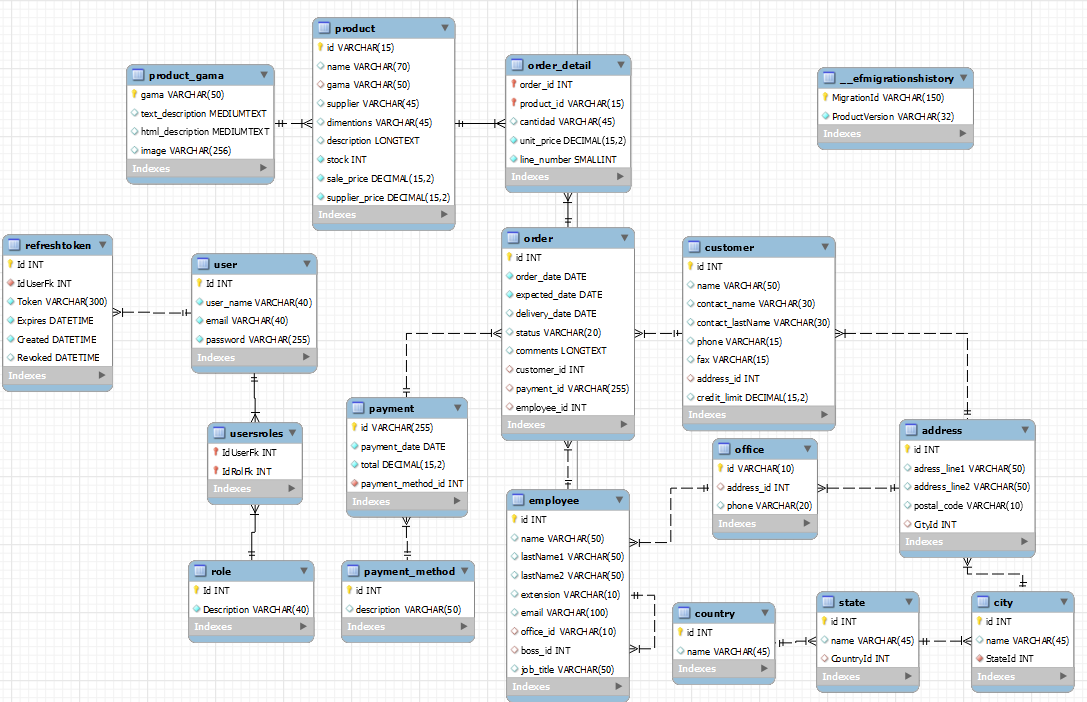 product
id VARCHAR(15)
name VARCHAR(70)
gama VARCHAR(50)
supplier VARCHAR(45)
dimentions VARCHAR(45)
description LONGTEXT
stock INT
sale_price DECIMAL(15,2)
supplier_price DECIMAL(15,2)
Indexes
product_gama
gama VARCHAR(50)
text_description MEDIUMTEXT
html_description MEDIUMTEXT
image VARCHAR(256)
Indexes
order_detail
order_id INT
product_id VARCHAR(15)
cantidad VARCHAR(45)
unit_price DECIMAL(15,2)
line_number SMALLINT
Indexes
__efmigrationshistory
MigrationId VARCHAR(150)
ProductVersion VARCHAR(32)
Indexes
refreshtoken
Id INT
IdUserFk INT
Token VARCHAR(300)
Expires DATETIME
Created DATETIME
Revoked DATETIME
Indexes
user
Id INT
user_name VARCHAR(40)
email VARCHAR(40)
password VARCHAR(255)
Indexes
order
id INT
order_date DATE
expected_date DATE
delivery_date DATE
status VARCHAR(20)
comments LONGTEXT
customer_id INT
payment_id VARCHAR(255)
employee_id INT
Indexes
customer
id INT
name VARCHAR(50)
contact_name VARCHAR(30)
contact_lastName VARCHAR(30)
phone VARCHAR(15)
fax VARCHAR(15)
address_id INT
credit_limit DECIMAL(15,2)
Indexes
usersroles
IdUserFk INT
IdRolFk INT
Indexes
payment
id VARCHAR(255)
payment_date DATE
total DECIMAL(15,2)
payment_method_id INT
Indexes
office
id VARCHAR(10)
address_id INT
phone VARCHAR(20)
Indexes
address
id INT
adress_line1 VARCHAR(50)
address_line2 VARCHAR(50)
postal_code VARCHAR(10)
CityId INT
Indexes
role
Id INT
Description VARCHAR(40)
Indexes
payment_method
id INT
description VARCHAR(50)
Indexes
employee
id INT
name VARCHAR(50)
lastName1 VARCHAR(50)
lastName2 VARCHAR(50)
extension VARCHAR(10)
email VARCHAR(100)
office_id VARCHAR(10)
boss_id INT
job_title VARCHAR(50)
Indexes
country
id INT
name VARCHAR(45)
Indexes
state
id INT
name VARCHAR(45)
CountryId INT
Indexes
city
id INT
name VARCHAR(45)
StateId INT
Indexes